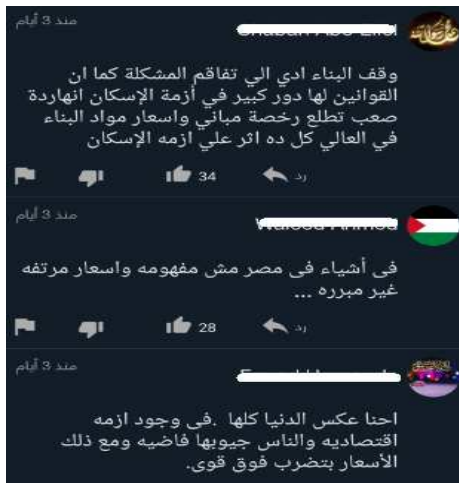 منذ 3 أيام
وقف البناء ادي الي تفاقم المشكلة كما ان
القوانين لها دور كبير في أزمة الإسكان انهاردة
صعب تطلع رخصة مباني واسعار مواد البناء
في العالي كل ده اثر علي ازمه الإسكان
رد 34
منذ 3 أيام
فى أشياء فى مصر مش مفهومه واسعار مرتفه
غير مبرره ...
رد 28
منذ 3 أيام
احنا عكس الدنيا كلها .فى وجود ازمه
اقتصاديه والناس جيوبها فاضيه ومع ذلك
الأسعار بتضرب فوق قوى.